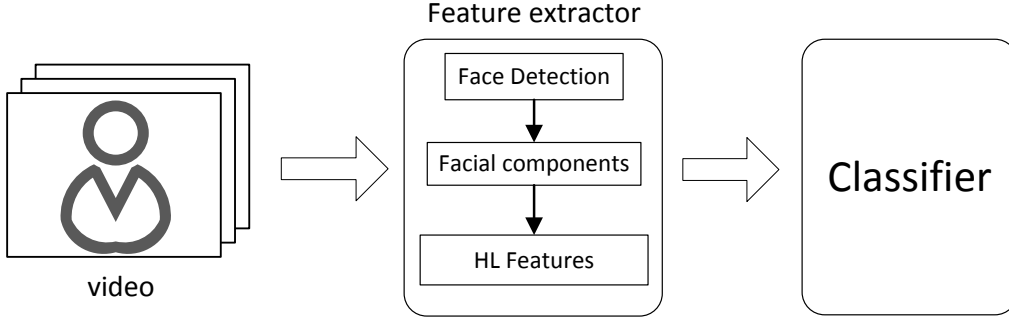 Feature extractor
Face Detection
Facial components
HL Features
Classifier
video